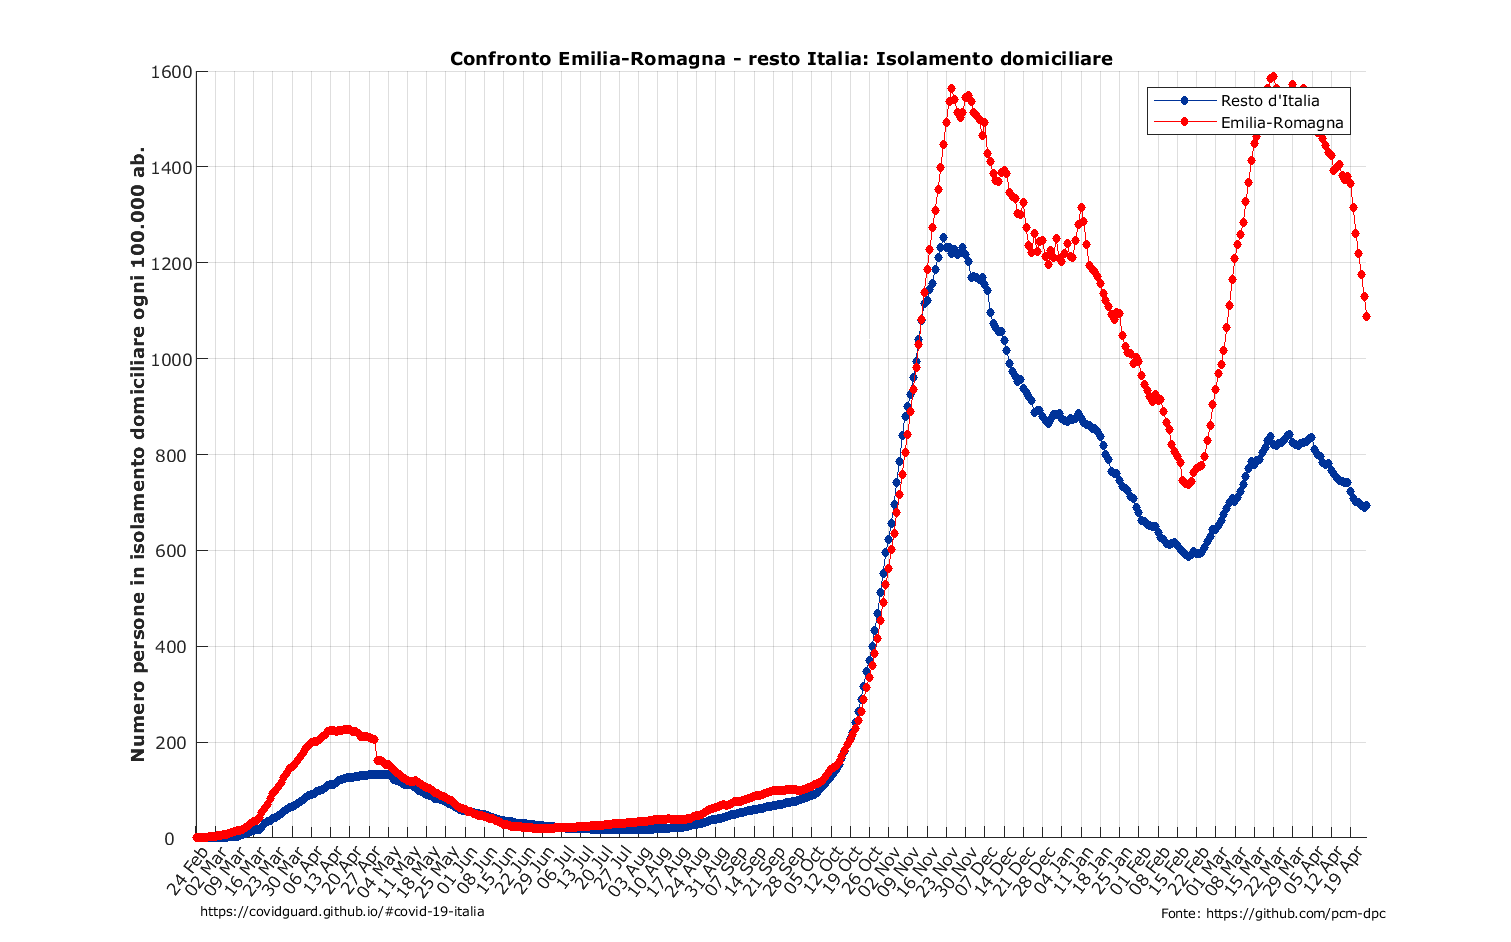 Confronto Emilia-Romagna - resto Italia: Isolamento domiciliare
Numero persone in isolamento domiciliare ogni 100.000 ab.
1600
1400
1200
1000
800
600
400
200
0
Resto d'Italia
Emilia-Romagna
24 Feb
02 Mar
09 Mar
16 Mar
23 Mar
30 Mar
06 Apr
13 Apr
20 Apr
27 Apr
04 May
11 May
18 May
25 May
01 Jun
08 Jun
15 Jun
22 Jun
29 Jun
06 Jul
13 Jul
20 Jul
27 Jul
03 Aug
10 Aug
17 Aug
24 Aug
31 Aug
07 Sep
14 Sep
21 Sep
28 Sep
05 Oct
12 Oct
19 Oct
26 Oct
02 Nov
09 Nov
16 Nov
23 Nov
30 Nov
07 Dec
14 Dec
21 Dec
28 Dec
04 Jan
11 Jan
18 Jan
25 Jan
01 Feb
08 Feb
15 Feb
22 Feb
01 Mar
08 Mar
15 Mar
22 Mar
29 Mar
05 Apr
12 Apr
19 Apr
https://covidguard.github.io/#covid-19-italia
Fonte: https://github.com/pcm-dpc